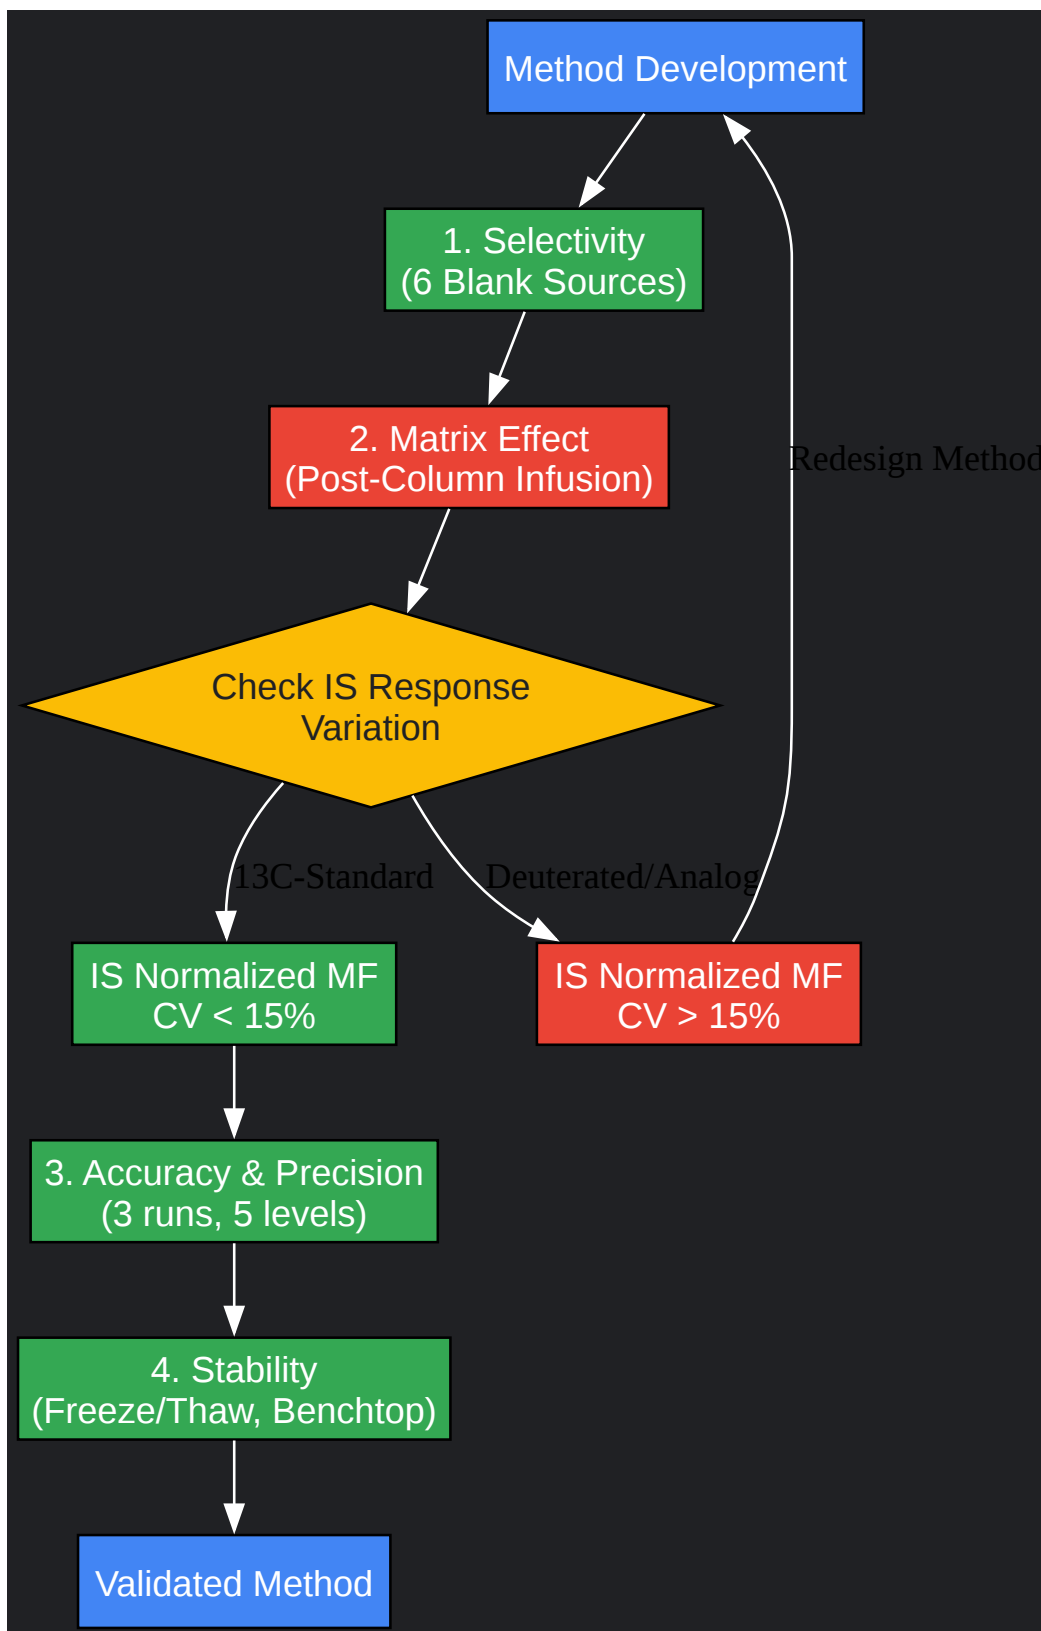 Method Development
1. Selectivity
(6 Blank Sources)
2. Matrix Effect
(Post-Column Infusion)
Redesign Method
Check IS Response
Variation
13C-Standard
Deuterated/Analog
IS Normalized MF
CV < 15%
IS Normalized MF
CV > 15%
3. Accuracy & Precision
(3 runs, 5 levels)
4. Stability
(Freeze/Thaw, Benchtop)
Validated Method